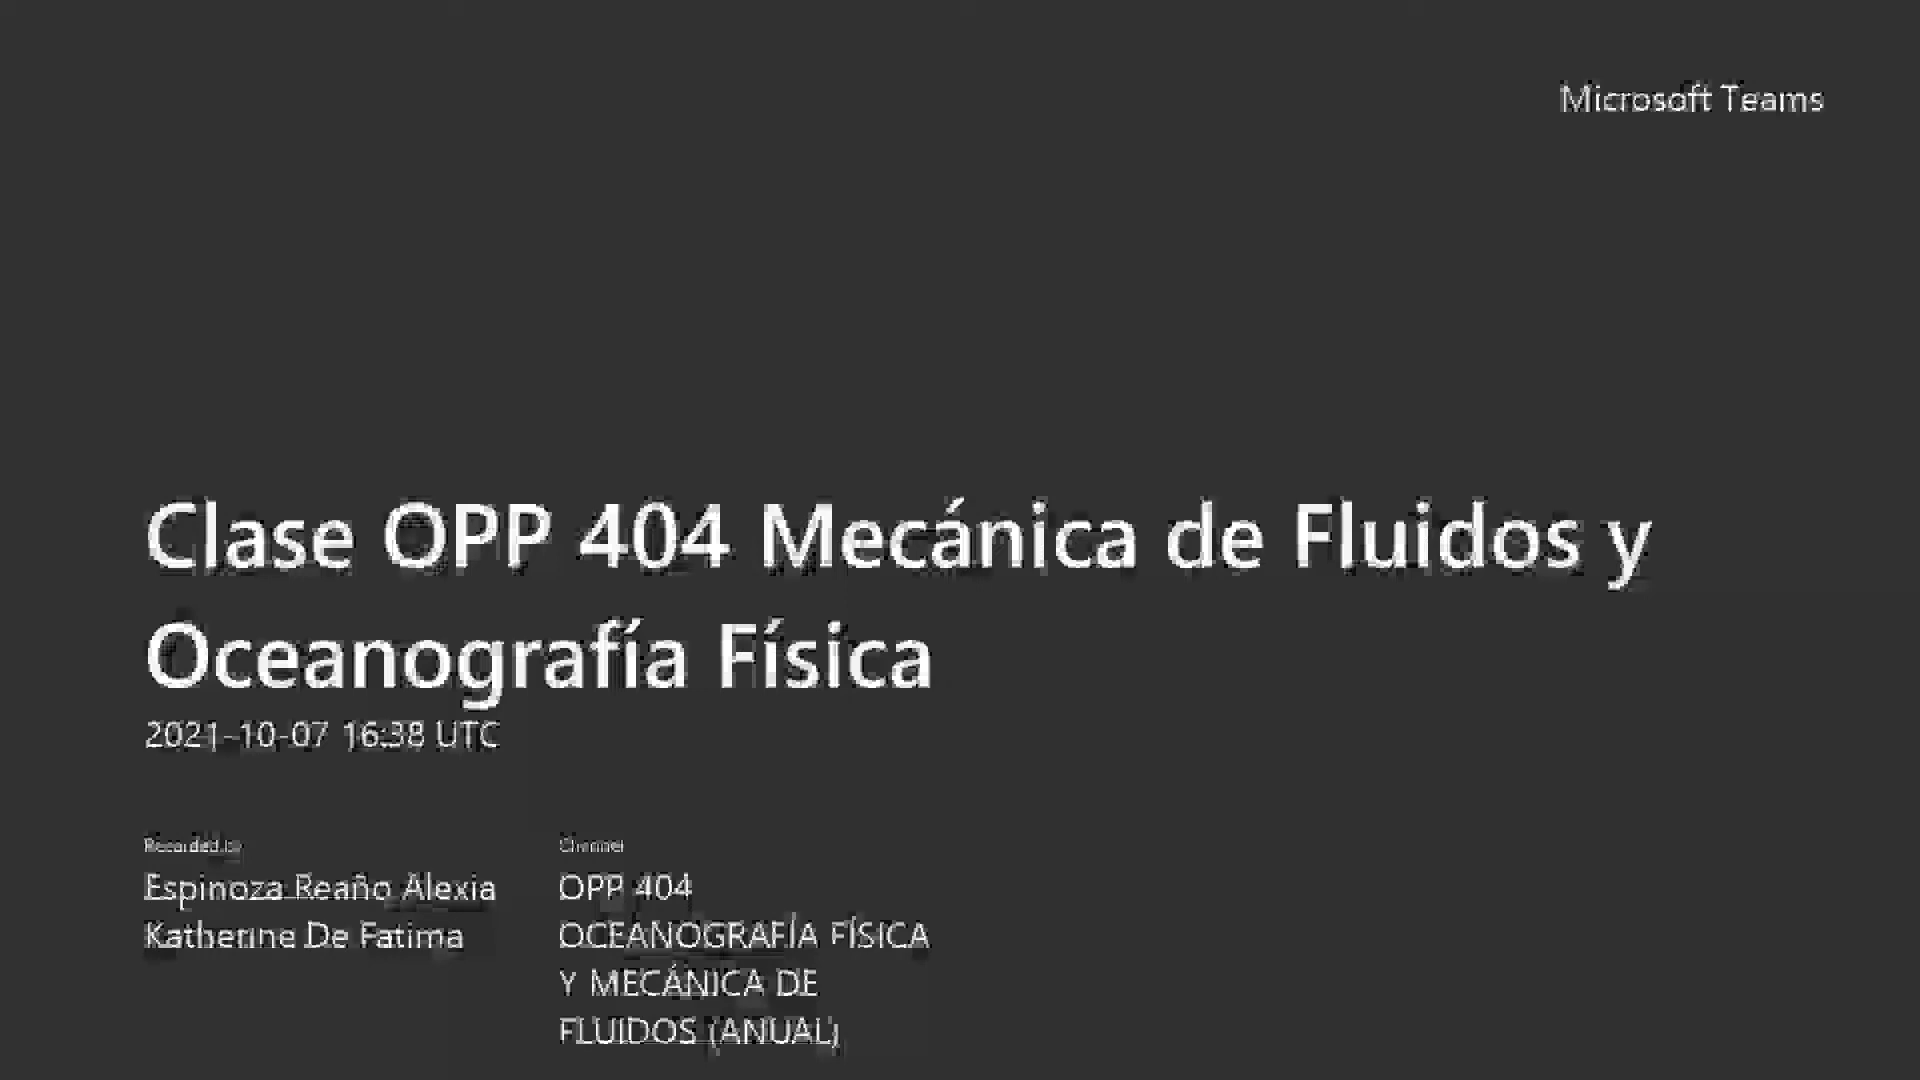 Microsoft Teams
Clase OPP 404 Mecánica de Fluidos y
Oceanografía Física
2021-10-07 16:38 UTC
Recorded by
Channel
Espinoza Reaño Alexia
Katherine De Fatima
OPP 404
OCEANOGRAFÍA FÍSICA
Y MECÁNICA DE
FLUIDOS (ANUAL)